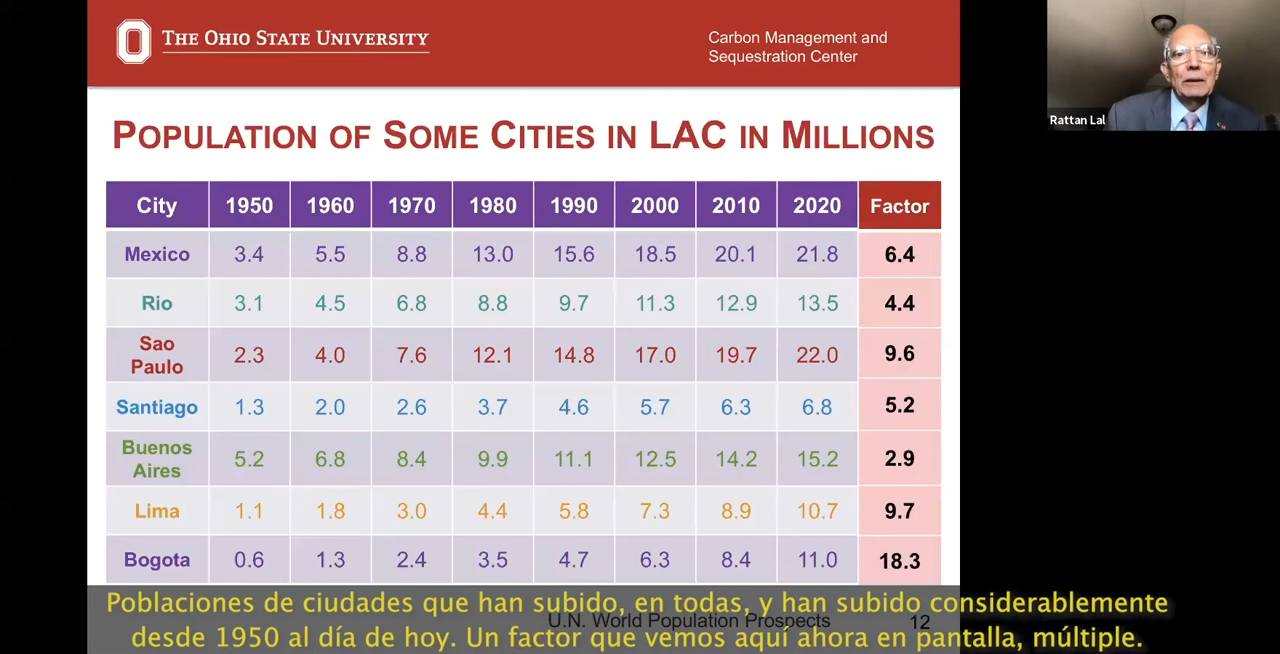 THE OHIO STATE UNIVERSITY
Carbon Management and
Sequestration Center
Rattan Lal
POPULATION OF SOME CITIES IN LAC IN MILLIONS
City 1950 1960 1970 1980 1990 2000 2010 2020 Factor
Mexico 3.4 5.5 8.8 13.0 15.6 18.5 20.1 21.8 6.4
Rio 3.1 4.5 6.8 8.8 9.7 11.3 12.9 13.5 4.4
Sao
Paulo 2.3 4.0 7.6 12.1 14.8 17.0 19.7 22.0 9.6
Santiago 1.3 2.0 2.6 3.7 4.6 5.7 6.3 6.8 5.2
Buenos
Aires 5.2 6.8 8.4 9.9 11.1 12.5 14.2 15.2 2.9
Lima 1.1 1.8 3.0 4.4 5.8 7.3 8.9 10.7 9.7
Bogota 0.6 1.3 2.4 3.5 4.7 6.3 8.4 11.0 18.3
Poblaciones de ciudades que han subido, en todas, y han subido considerablemente
U.N. World Population Prospects 12
desde 1950 al día de hoy. Un factor que vemos aquí ahora en pantalla, múltiple.